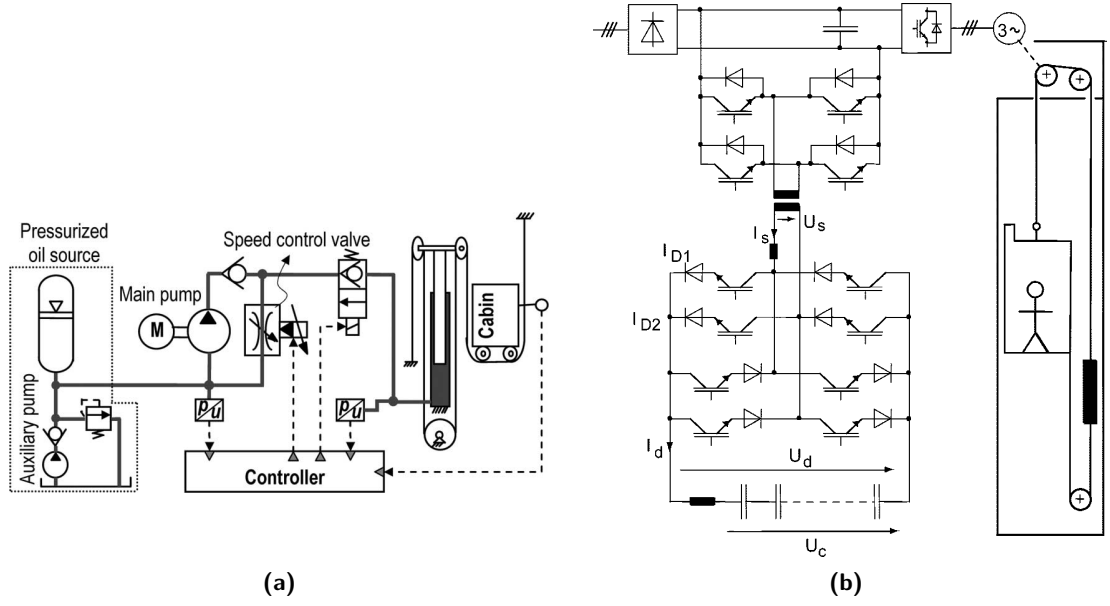 Pressurized
oil source
Speed control valve
Main pump
M
Cabin
Auxiliary pump
p u
p u
Controller
(a)
3~
U_s
I_s
I_D1
I_D2
I_d
U_d
U_c
(b)